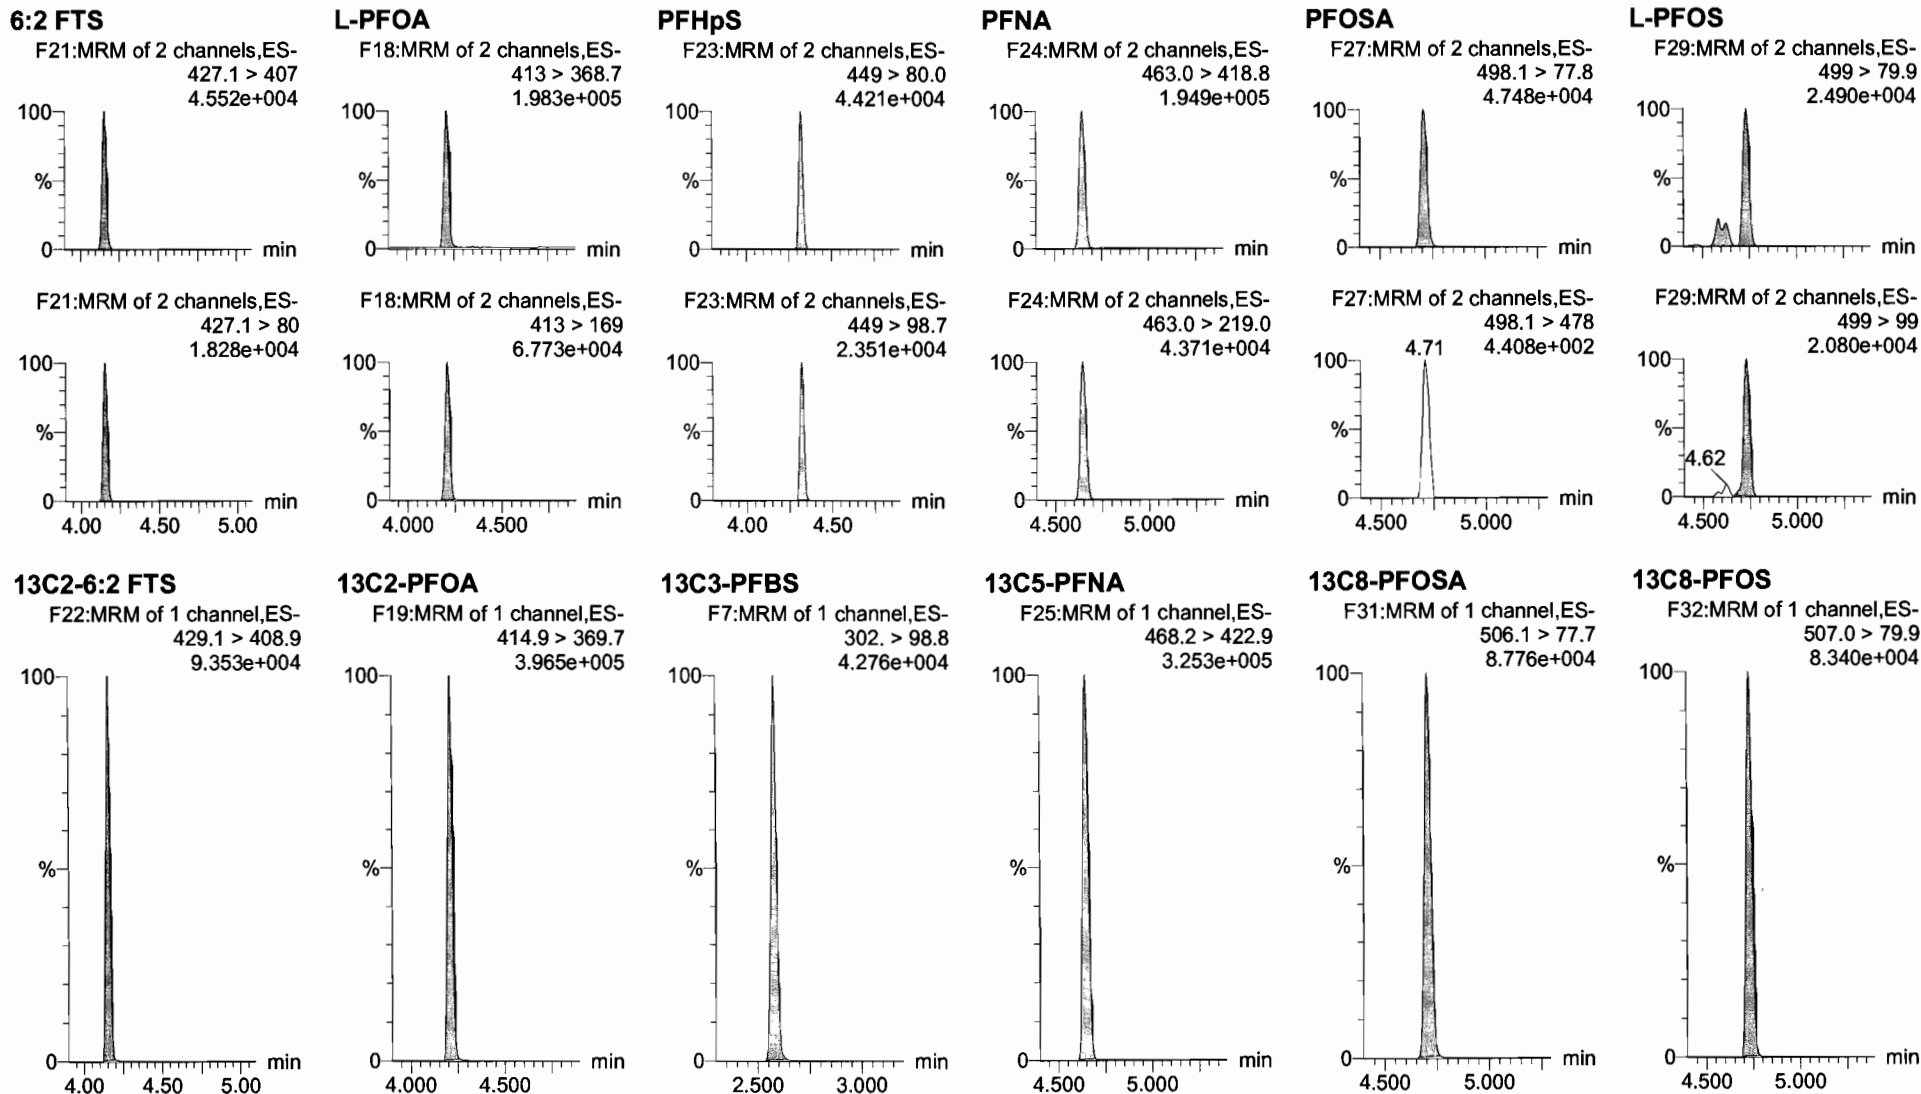 6:2 FTS
F21:MRM of 2 channels,ES-
427.1 > 407
4.552e+004
100
%
0
min
L-PFOA
F18:MRM of 2 channels,ES-
413 > 368.7
1.983e+005
100
%
0
min
PFHpS
F23:MRM of 2 channels,ES-
449 > 80.0
4.421e+004
100
%
0
min
PFNA
F24:MRM of 2 channels,ES-
463.0 > 418.8
1.949e+005
100
%
0
min
PFOSA
F27:MRM of 2 channels,ES-
498.1 > 77.8
4.748e+004
100
%
0
min
L-PFOS
F29:MRM of 2 channels,ES-
499 > 79.9
2.490e+004
100
%
0
min
F21:MRM of 2 channels,ES-
427.1 > 80
1.828e+004
100
%
0
min
4.00 4.50 5.00
F18:MRM of 2 channels,ES-
413 > 169
6.773e+004
100
%
0
min
4.000 4.500
F23:MRM of 2 channels,ES-
449 > 98.7
2.351e+004
100
%
0
min
4.00 4.50
F24:MRM of 2 channels,ES-
463.0 > 219.0
4.371e+004
100
%
0
min
4.500 5.000
F27:MRM of 2 channels,ES-
498.1 > 478
4.71 4.408e+002
100
%
0
min
4.500 5.000
F29:MRM of 2 channels,ES-
499 > 99
2.080e+004
100
%
4.62
0
min
4.500 5.000
13C2-6:2 FTS
F22:MRM of 1 channel,ES-
429.1 > 408.9
9.353e+004
100
%
0
min
4.00 4.50 5.00
13C2-PFOA
F19:MRM of 1 channel,ES-
414.9 > 369.7
3.965e+005
100
%
0
min
4.000 4.500
13C3-PFBS
F7:MRM of 1 channel,ES-
302. > 98.8
4.276e+004
100
%
0
min
2.500 3.000
13C5-PFNA
F25:MRM of 1 channel,ES-
468.2 > 422.9
3.253e+005
100
%
0
min
4.500 5.000
13C8-PFOSA
F31:MRM of 1 channel,ES-
506.1 > 77.7
8.776e+004
100
%
0
min
4.500 5.000
13C8-PFOS
F32:MRM of 1 channel,ES-
507.0 > 79.9
8.340e+004
100
%
0
min
4.500 5.000